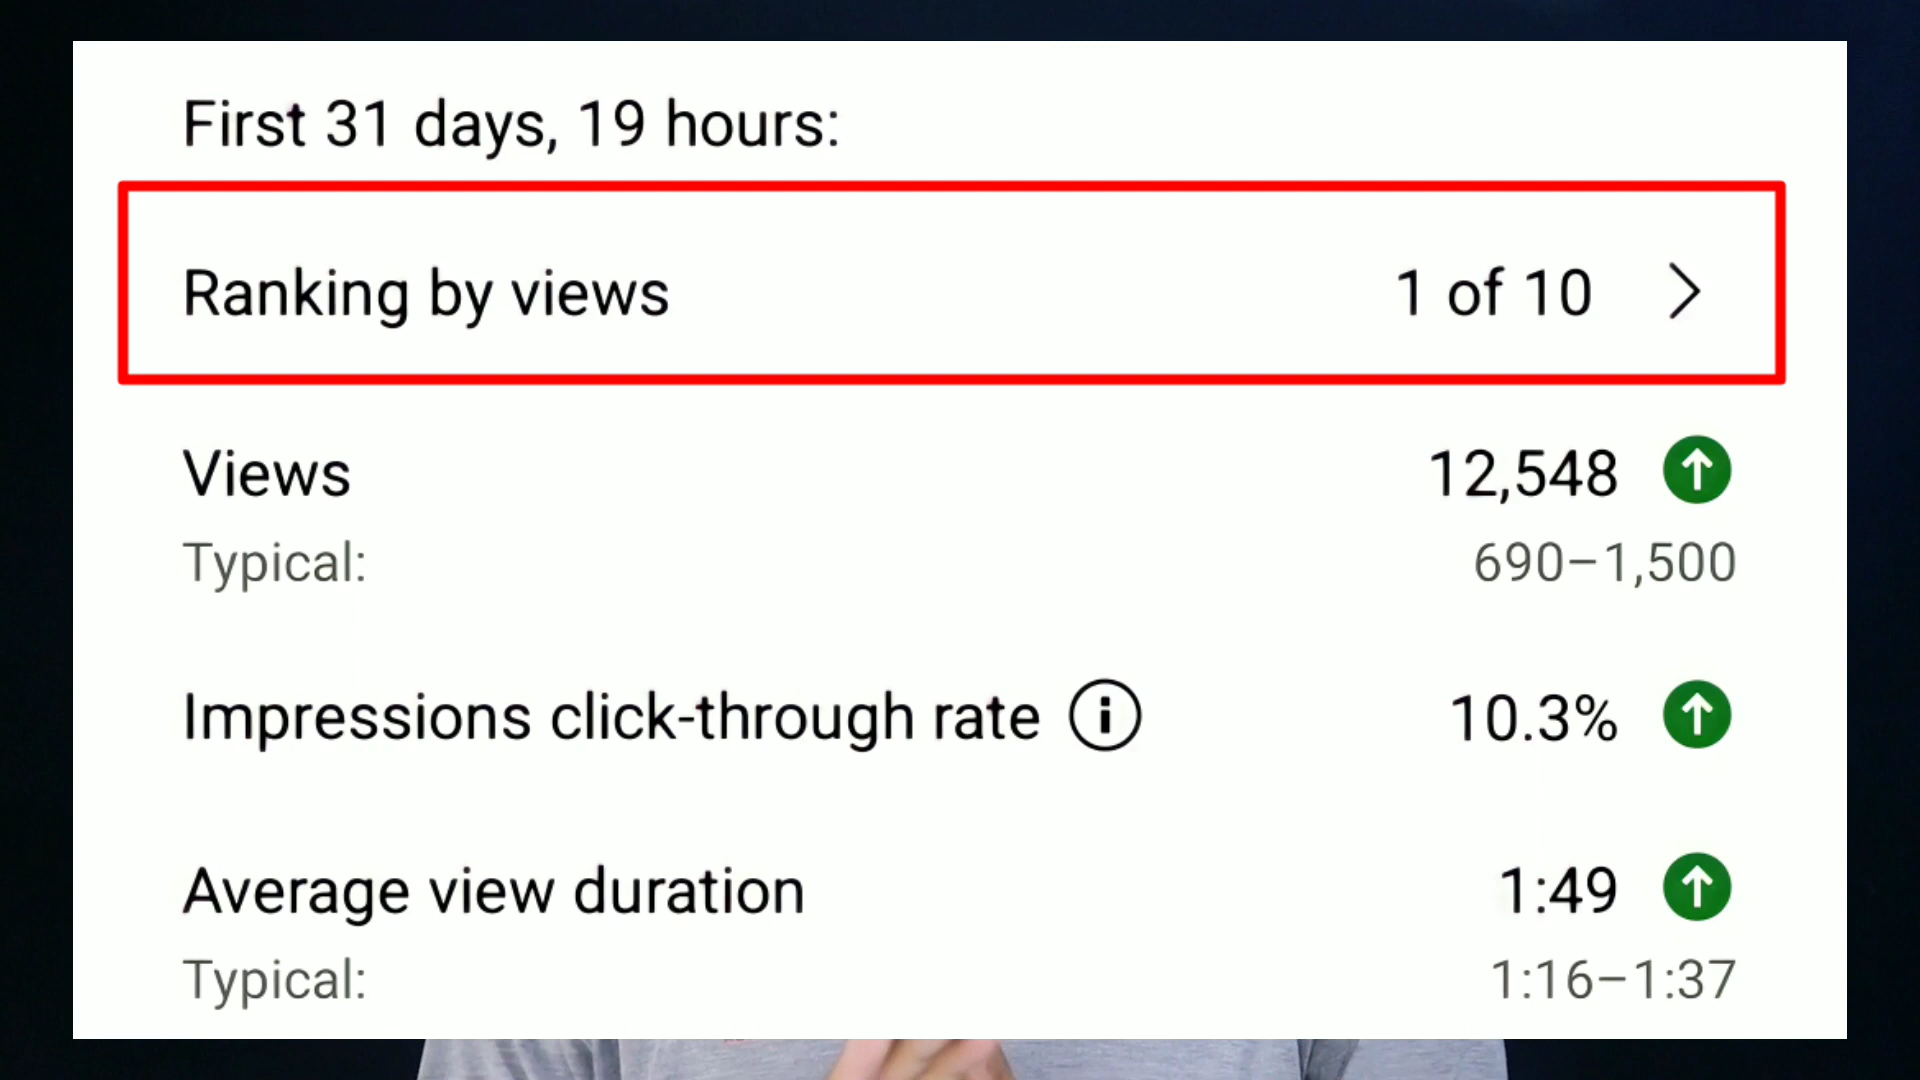 First 31 days, 19 hours:
Ranking by views 1 of 10
Views 12,548
Typical: 690–1,500
Impressions click-through rate 10.3%
Average view duration 1:49
Typical: 1:16–1:37